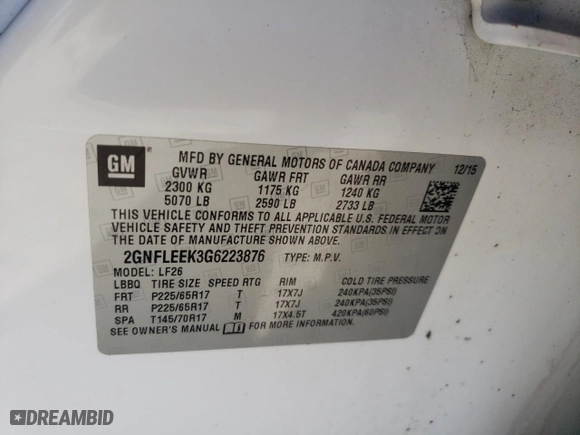 GM
MFD BY GENERAL MOTORS OF CANADA COMPANY 12/15
GVWR GAWR FRT GAWR RR
2300 KG 1175 KG 1240 KG
5070 LB 2590 LB 2733 LB
THIS VEHICLE CONFORMS TO ALL APPLICABLE U.S. FEDERAL MOTOR
VEHICLE SAFETY AND THEFT PREVENTION STANDARDS IN EFFECT ON
THE DATE OF MANUFACTURE SHOWN ABOVE.
2GNFLEEK3G6223876 TYPE: M.P.V.
MODEL: LF26
LBBQ TIRE SIZE SPEED RTG RIM COLD TIRE PRESSURE
FRT P225/65R17 T 17X7J 240KPA(35PSI)
RR P225/65R17 T 17X7J 240KPA(35PSI)
SPA T145/70R17 M 17X4.5T 420KPA(60PSI)
SEE OWNER'S MANUAL FOR MORE INFORMATION.
DREAMBID